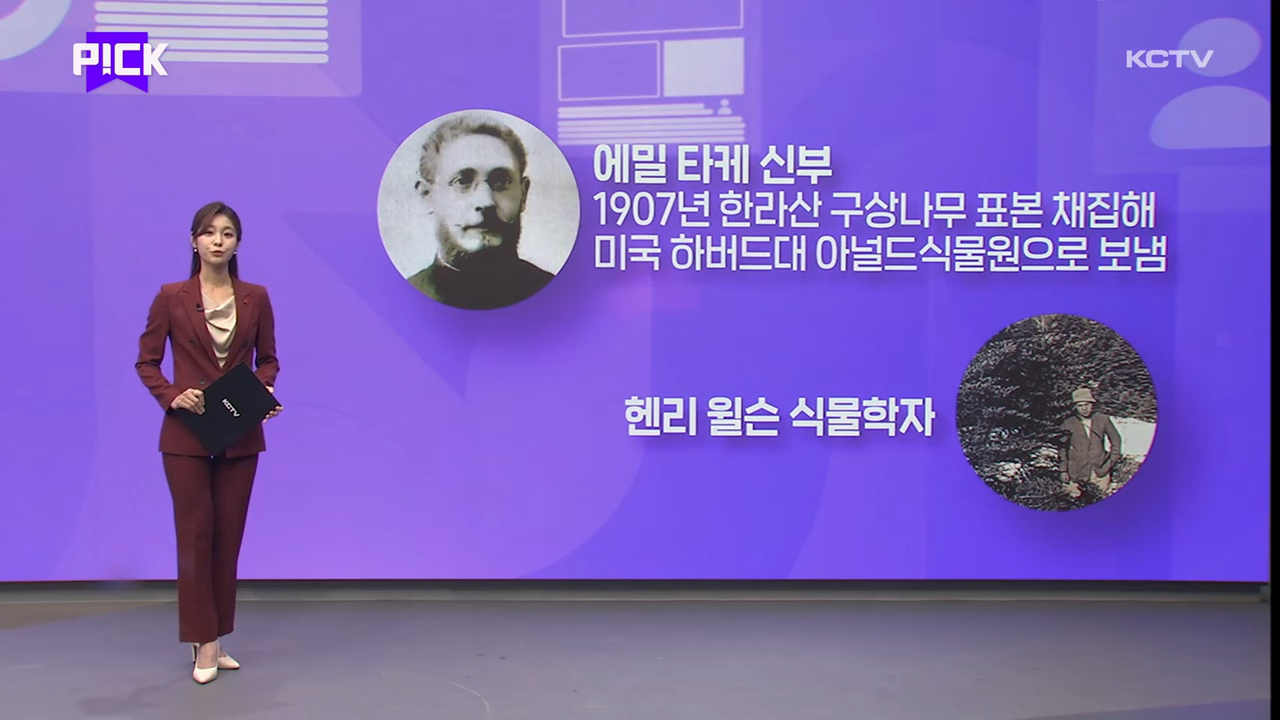 P!CK
KCTV
에밀 타케 신부
1907년 한라산 구상나무 표본 채집해
미국 하버드대 아널드식물원으로 보냄
헨리 윌슨 식물학자
KCTV